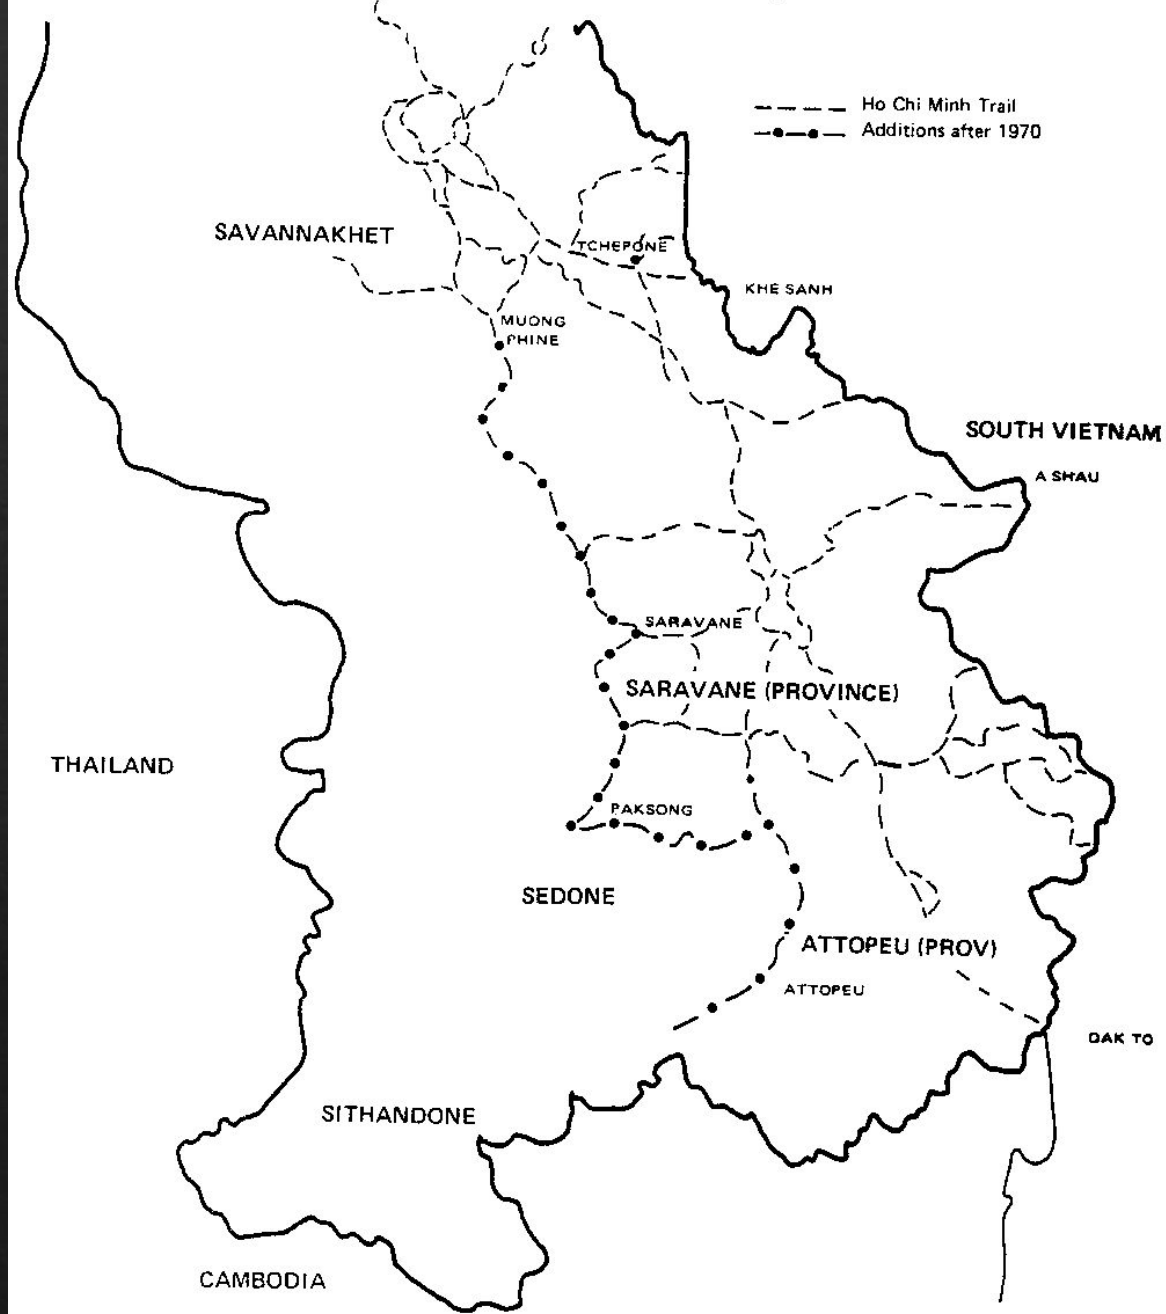 Ho Chi Minh Trail
Additions after 1970
SAVANNAKHET
TCHEPONE
KHE SANH
MUONG
PHINE
SOUTH VIETNAM
A SHAU
SARAVANE
SARAVANE (PROVINCE)
THAILAND
PAKSONG
SEDONE
ATTOPEU (PROV)
ATTOPEU
DAK TO
SITHANDONE
CAMBODIA